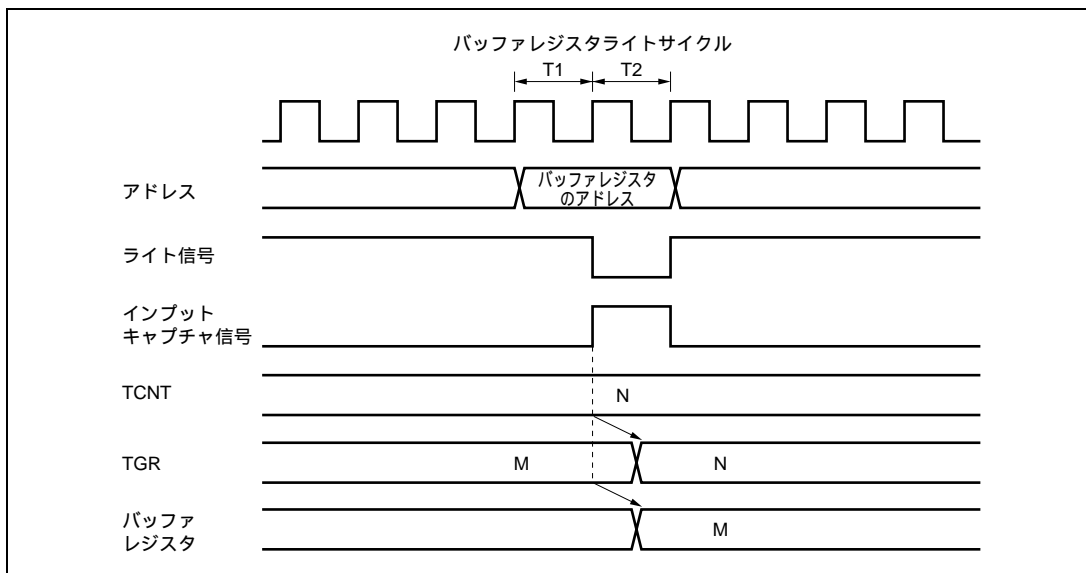 バッファレジスタライトサイクル
T1
T2
アドレス
バッファレジスタ
のアドレス
ライト信号
インプット
キャプチャ信号
TCNT
N
TGR
M
N
バッファ
レジスタ
M